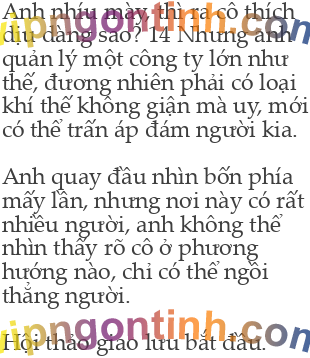 Anh nhíu mày, thì ra cô thích
dịu dàng sao? 14 Nhưng anh
quản lý một công ty lớn như
thế, đương nhiên phải có loại
khí thế không giận mà uy, mới
có thể trấn áp đám người kia.
Anh quay đầu nhìn bốn phía
mấy lần, nhưng nơi này có rất
nhiều người, anh không thể
nhìn thấy rõ cô ở phương
hướng nào, chỉ có thể ngồi
thẳng người.
Hội thảo giao lưu bắt đầu.
vipngontinh.com
vipngontinh.com